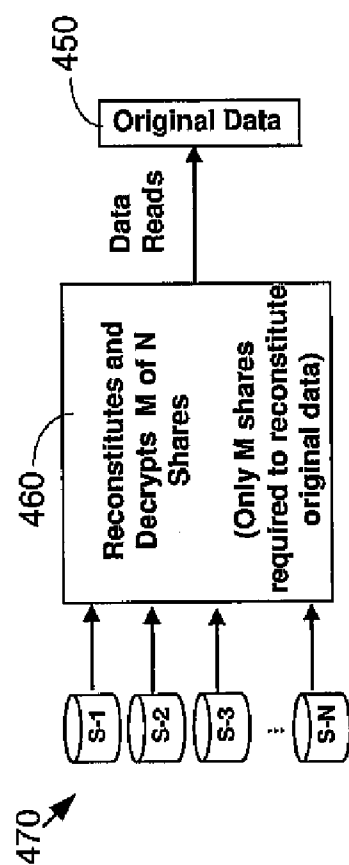 470
S-1
S-2
S-3
...
S-N
460
Reconstitutes and
Decrypts M of N
Shares
(Only M shares
required to reconstitute
original data)
Data
Reads
450
Original Data